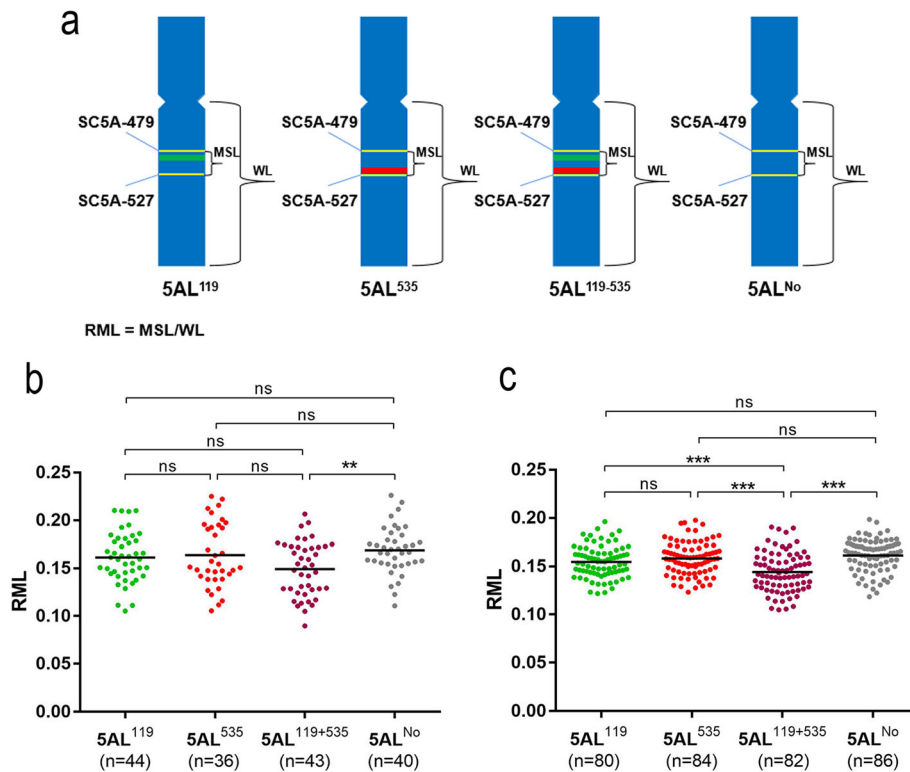 a
SC5A-479 MSL WL SC5A-479 MSL WL SC5A-479 MSL WL SC5A-479 MSL WL
SC5A-527 SC5A-527 SC5A-527 SC5A-527
5AL¹¹⁹ 5AL⁵³⁵ 5AL¹¹⁹⁻⁵³⁵ 5ALᴺᵒ
RML = MSL/WL
b
ns
ns
ns
ns ns **
0.25
0.20
0.15
0.10
0.05
0.00
RML
5AL¹¹⁹ 5AL⁵³⁵ 5AL¹¹⁹⁺⁵³⁵ 5ALᴺᵒ
(n=44) (n=36) (n=43) (n=40)
c
ns
ns
***
ns *** ***
0.25
0.20
0.15
0.10
0.05
0.00
RML
5AL¹¹⁹ 5AL⁵³⁵ 5AL¹¹⁹⁺⁵³⁵ 5ALᴺᵒ
(n=80) (n=84) (n=82) (n=86)